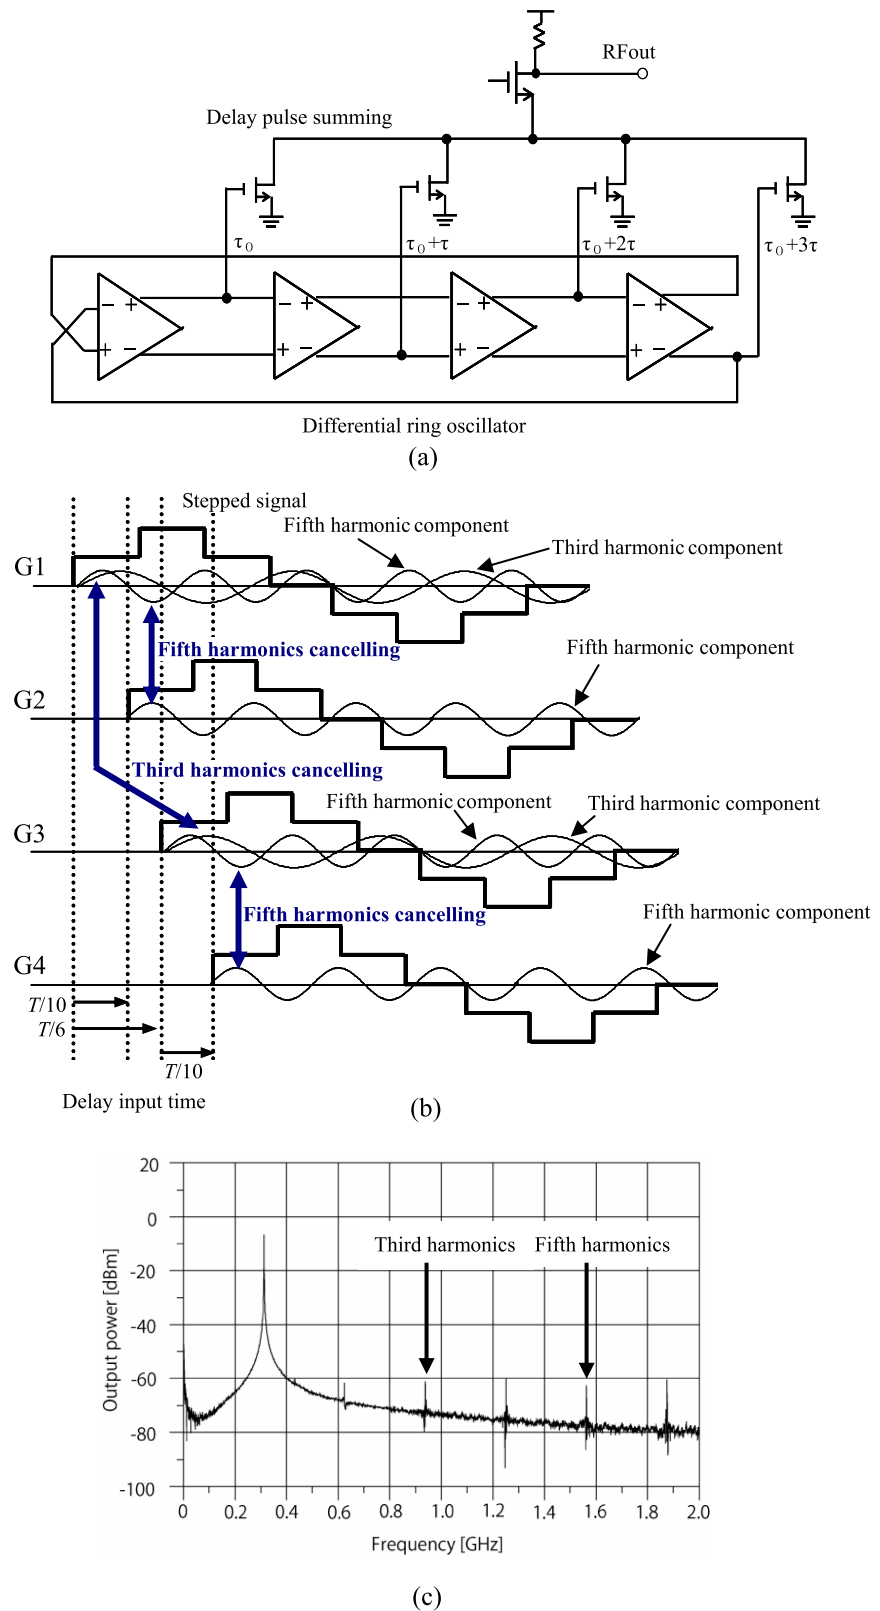 RFout
Delay pulse summing
τ₀
τ₀+τ
τ₀+2τ
τ₀+3τ
− + − + − + − +
+ − + − + − + −
Differential ring oscillator
(a)
Stepped signal
Fifth harmonic component
Third harmonic component
G1
Fifth harmonics cancelling
Fifth harmonic component
G2
Third harmonics cancelling
Fifth harmonic component
Third harmonic component
G3
Fifth harmonics cancelling
Fifth harmonic component
G4
T/10
T/6
T/10
Delay input time
(b)
20
0
-20
-40
-60
-80
-100
Output power [dBm]
Third harmonics
Fifth harmonics
0 0.2 0.4 0.6 0.8 1.0 1.2 1.4 1.6 1.8 2.0
Frequency [GHz]
(c)